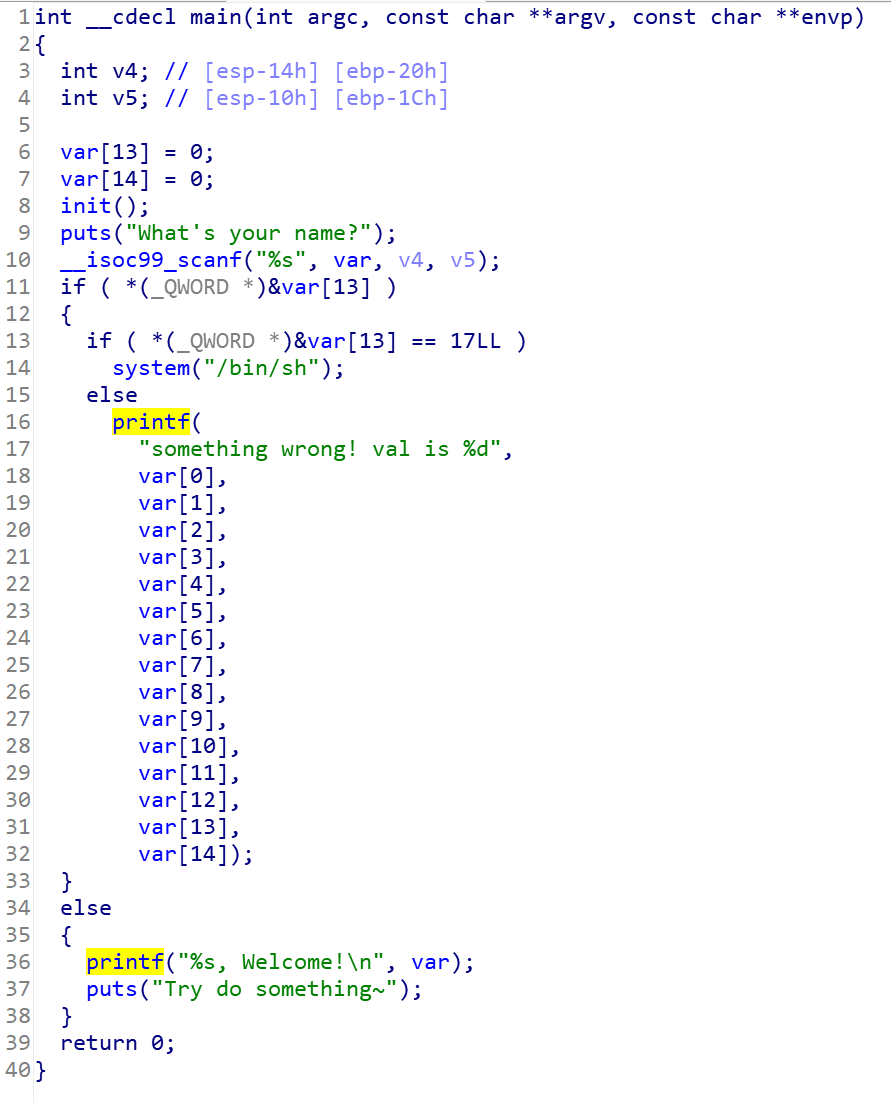 1 int __cdecl main(int argc, const char **argv, const char **envp)
2 {
3   int v4; // [esp-14h] [ebp-20h]
4   int v5; // [esp-10h] [ebp-1Ch]
5
6   var[13] = 0;
7   var[14] = 0;
8   init();
9   puts("What's your name?");
10   __isoc99_scanf("%s", var, v4, v5);
11   if ( *(_QWORD *)&var[13] )
12   {
13     if ( *(_QWORD *)&var[13] == 17LL )
14       system("/bin/sh");
15     else
16       printf(
17         "something wrong! val is %d",
18         var[0],
19         var[1],
20         var[2],
21         var[3],
22         var[4],
23         var[5],
24         var[6],
25         var[7],
26         var[8],
27         var[9],
28         var[10],
29         var[11],
30         var[12],
31         var[13],
32         var[14]);
33   }
34   else
35   {
36     printf("%s, Welcome!\n", var);
37     puts("Try do something~");
38   }
39   return 0;
40 }